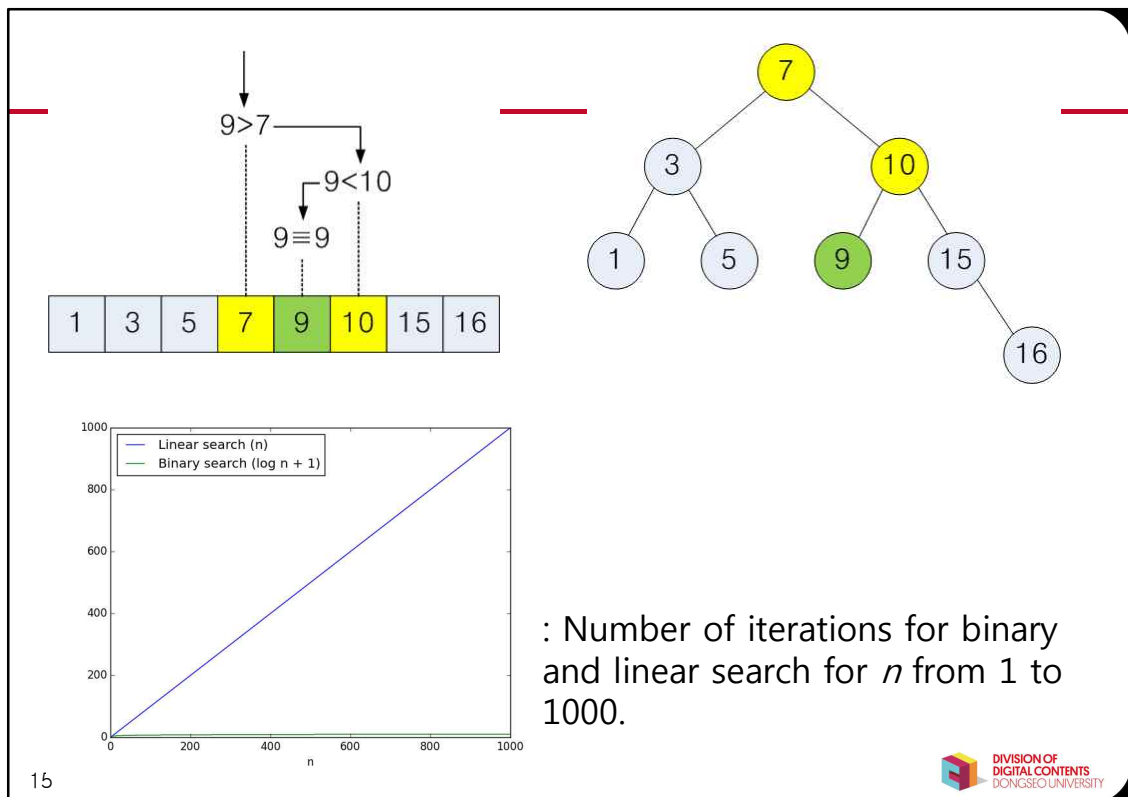 9>7
9<10
9≡9
1 3 5 7 9 10 15 16
7
3 10
1 5 9 15
16
1000
800
600
400
200
0
Linear search (n)
Binary search (log n + 1)
0 200 400 600 800 1000
n
: Number of iterations for binary
and linear search for n from 1 to
1000.
15
DIVISION OF
DIGITAL CONTENTS
DONGSEO UNIVERSITY